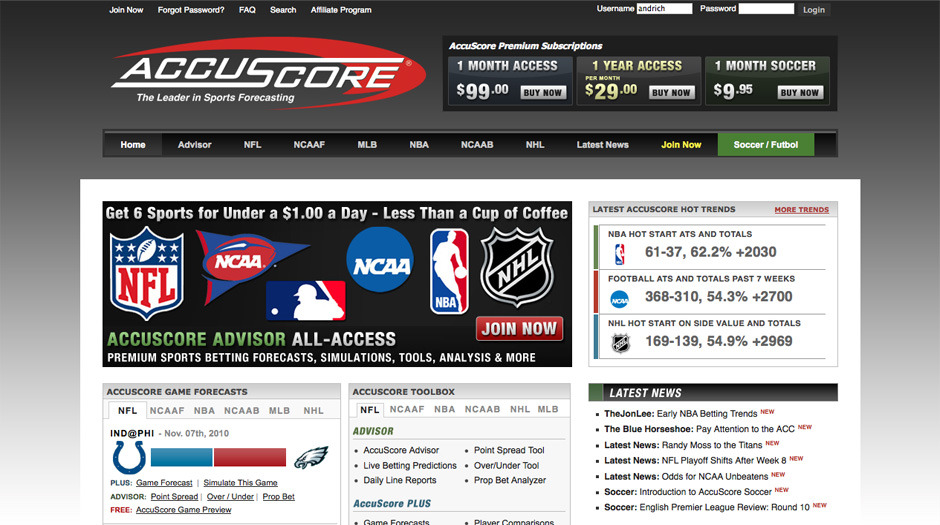 Join Now Forgot Password? FAQ Search Affiliate Program
Username andrich Password Login
ACCUSCORE®
The Leader in Sports Forecasting
AccuScore Premium Subscriptions
1 MONTH ACCESS
$99.00 BUY NOW
1 YEAR ACCESS
PER MONTH
$29.00 BUY NOW
1 MONTH SOCCER
$9.95 BUY NOW
Home Advisor NFL NCAAF MLB NBA NCAAB NHL Latest News Join Now Soccer / Futbol
Get 6 Sports for Under a $1.00 a Day - Less Than a Cup of Coffee
NFL
NCAA
NCAA
NBA
NHL
JOIN NOW
ACCUSCORE ADVISOR ALL-ACCESS
PREMIUM SPORTS BETTING FORECASTS, SIMULATIONS, TOOLS, ANALYSIS & MORE
LATEST ACCUSCORE HOT TRENDS MORE TRENDS
NBA HOT START ATS AND TOTALS
61-37, 62.2% +2030
FOOTBALL ATS AND TOTALS PAST 7 WEEKS
NCAA
368-310, 54.3% +2700
NHL HOT START ON SIDE VALUE AND TOTALS
169-139, 54.9% +2969
ACCUSCORE GAME FORECASTS
NFL NCAAF NBA NCAAB MLB NHL
IND@PHI - Nov. 07th, 2010
PLUS: Game Forecast | Simulate This Game
ADVISOR: Point Spread | Over / Under | Prop Bet
FREE: AccuScore Game Preview
ACCUSCORE TOOLBOX
NFL NCAAF NBA NCAAB NHL MLB
ADVISOR
AccuScore Advisor
Live Betting Predictions
Daily Line Reports
Point Spread Tool
Over/Under Tool
Prop Bet Analyzer
AccuScore PLUS
Game Forecasts
Player Comparisons
LATEST NEWS
TheJonLee: Early NBA Betting Trends NEW
The Blue Horseshoe: Pay Attention to the ACC NEW
Latest News: Randy Moss to the Titans NEW
Latest News: NFL Playoff Shifts After Week 8 NEW
Latest News: Odds for NCAA Unbeatens NEW
Soccer: Introduction to AccuScore Soccer NEW
Soccer: English Premier League Review: Round 10 NEW